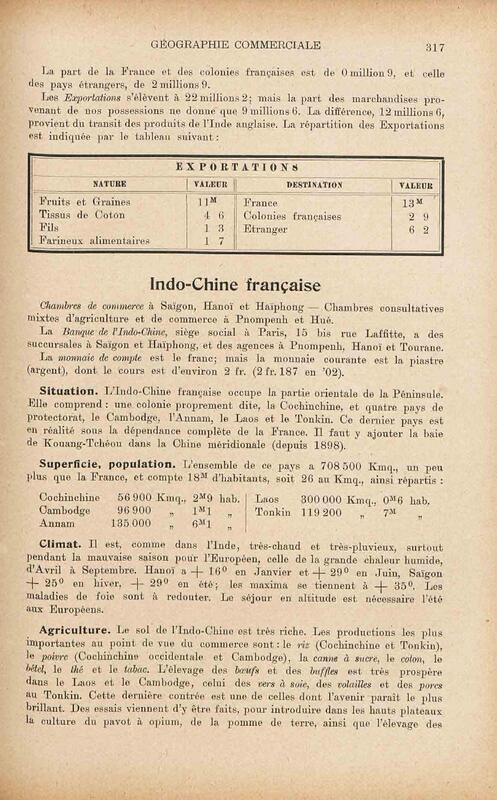 GÉOGRAPHIE COMMERCIALE 317
La part de la France et des colonies françaises est de 0 million 9, et celle
des pays étrangers, de 2 millions 9.
Les Exportations s'élèvent à 22 millions 2; mais la part des marchandises pro-
venant de nos possessions ne donne que 9 millions 6. La différence, 12 millions 6,
provient du transit des produits de l'Inde anglaise. La répartition des Exportations
est indiquée par le tableau suivant :
EXPORTATIONS
NATURE VALEUR DESTINATION VALEUR
Fruits et Graines 11M France 13M
Tissus de Coton 4 6 Colonies françaises 2 9
Fils 1 3 Etranger 6 2
Farineux alimentaires 1 7
Indo-Chine française
Chambres de commerce à Saïgon, Hanoï et Haïphong — Chambres consultatives
mixtes d'agriculture et de commerce à Pnompenh et Hué.
La Banque de l'Indo-Chine, siège social à Paris, 15 bis rue Laffitte, a des
succursales à Saïgon et Haïphong, et des agences à Pnompenh, Hanoï et Tourane.
La monnaie de compte est le franc; mais la monnaie courante est la piastre
(argent), dont le cours est d'environ 2 fr. (2 fr. 187 en '02).
Situation. L'Indo-Chine française occupe la partie orientale de la Péninsule.
Elle comprend : une colonie proprement dite, la Cochinchine, et quatre pays de
protectorat, le Cambodge, l'Annam, le Laos et le Tonkin. Ce dernier pays est
en réalité sous la dépendance complète de la France. Il faut y ajouter la baie
de Kouang-Tchéou dans la Chine méridionale (depuis 1898).
Superficie, population. L'ensemble de ce pays a 708 500 Kmq., un peu
plus que la France, et compte 18M d'habitants, soit 26 au Kmq., ainsi répartis :
Cochinchine 56 900 Kmq., 2M9 hab. Laos 300 000 Kmq., 0M6 hab.
Cambodge 96 900 „ 1M1 „ Tonkin 119 200 „ 7M „
Annam 135 000 „ 6M1 „
Climat. Il est, comme dans l'Inde, très-chaud et très-pluvieux, surtout
pendant la mauvaise saison pour l'Européen, celle de la grande chaleur humide,
d'Avril à Septembre. Hanoï a + 16° en Janvier et + 29° en Juin, Saïgon
+ 25° en hiver, + 29° en été; les maxima se tiennent à + 35°. Les
maladies de foie sont à redouter. Le séjour en altitude est nécessaire l'été
aux Européens.
Agriculture. Le sol de l'Indo-Chine est très riche. Les productions les plus
importantes au point de vue du commerce sont : le riz (Cochinchine et Tonkin),
le poivre (Cochinchine occidentale et Cambodge), la canne à sucre, le coton, le
bétel, le thé et le tabac. L'élevage des bœufs et des buffles est très prospère
dans le Laos et le Cambodge, celui des vers à soie, des volailles et des porcs
au Tonkin. Cette dernière contrée est une de celles dont l'avenir paraît le plus
brillant. Des essais viennent d'y être faits, pour introduire dans les hauts plateaux
la culture du pavot à opium, de la pomme de terre, ainsi que l'élevage des